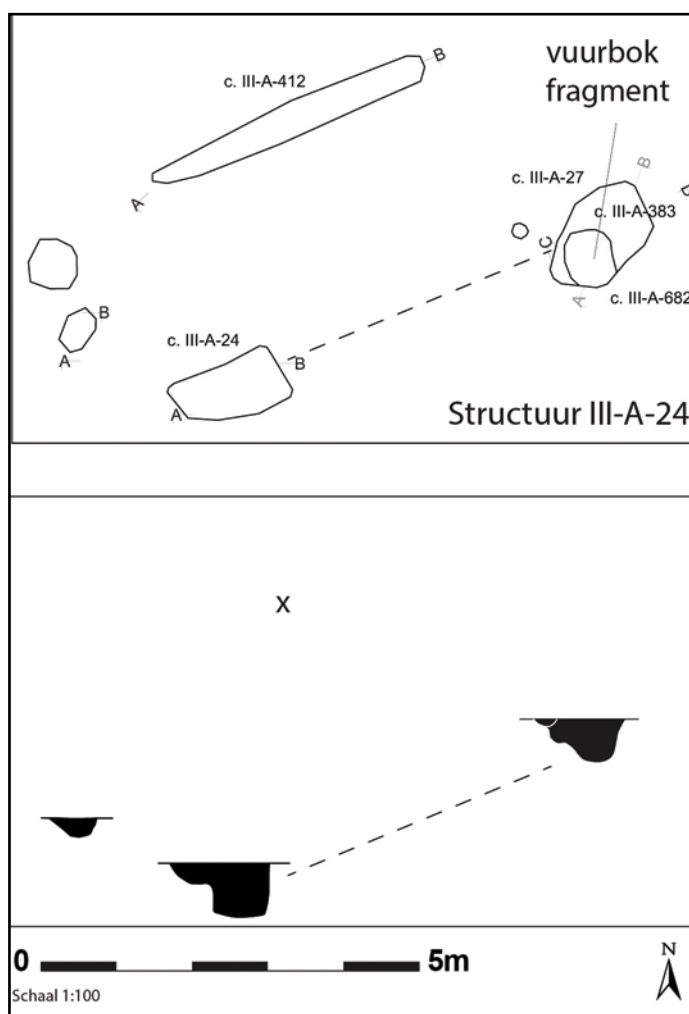 vuurbok
fragment
B
c. III-A-412
A
B
c. III-A-27
c. III-A-383
C
A
c. III-A-682
B
A
c. III-A-24
B
A
Structuur III-A-24
x
0
5m
Schaal 1:100
N